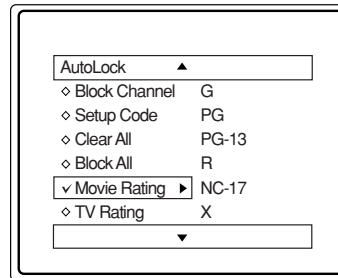 AutoLock
Block Channel G
Setup Code PG
Clear All PG-13
Block All R
Movie Rating NC-17
TV Rating X